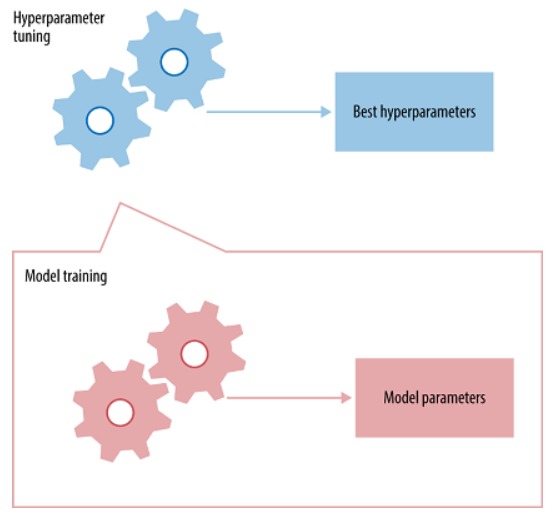 Hyperparameter
tuning
Best hyperparameters
Model training
Model parameters